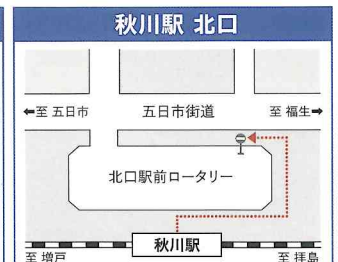 秋川駅 北口
←至 五日市
五日市街道
至 福生→
北口駅前ロータリー
秋川駅
至 増戸
至 拝島